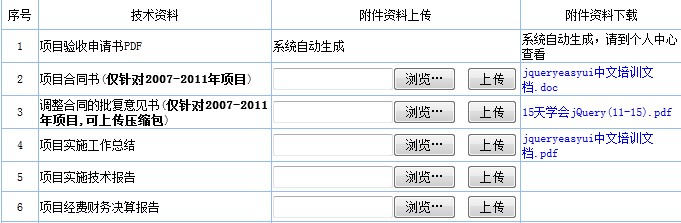 序号 技术资料 附件资料上传 附件资料下载
1 项目验收申请书PDF 系统自动生成 系统自动生成，请到个人中心
查看
2 项目合同书(仅针对2007-2011年项目) 浏览… 上传 jqueryeasyui中文培训文
档.doc
3 调整合同的批复意见书(仅针对2007-2011
年项目,可上传压缩包) 浏览… 上传 15天学会jQuery(11-15).pdf
4 项目实施工作总结 浏览… 上传 jqueryeasyui中文培训文
档.pdf
5 项目实施技术报告 浏览… 上传
6 项目经费财务决算报告 浏览… 上传